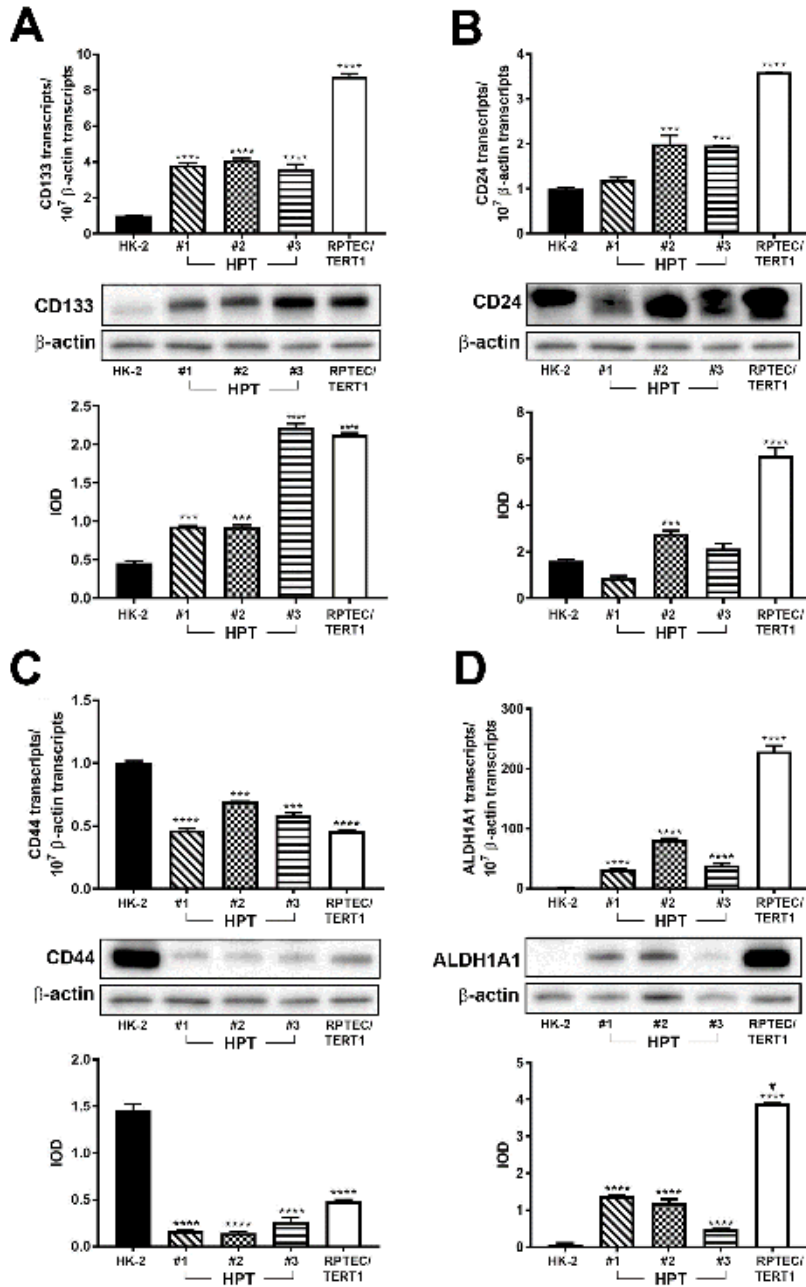 A
CD133 transcripts/
10⁷ β-actin transcripts
10
8
6
4
2
0
****
****
****
****
HK-2 #1 #2 #3 RPTEC/
TERT1
HPT
CD133
β-actin
HK-2 #1 #2 #3 RPTEC/
TERT1
HPT
IOD
2.5
2.0
1.5
1.0
0.5
0.0
***
***
****
****
HK-2 #1 #2 #3 RPTEC/
TERT1
HPT
B
CD24 transcripts/
10⁷ β-actin transcripts
4
3
2
1
0
***
***
****
HK-2 #1 #2 #3 RPTEC/
TERT1
HPT
CD24
β-actin
HK-2 #1 #2 #3 RPTEC/
TERT1
HPT
IOD
8
6
4
2
0
***
****
HK-2 #1 #2 #3 RPTEC/
TERT1
HPT
C
CD44 transcripts/
10⁷ β-actin transcripts
1.5
1.0
0.5
0.0
****
***
***
****
HK-2 #1 #2 #3 RPTEC/
TERT1
HPT
CD44
β-actin
HK-2 #1 #2 #3 RPTEC/
TERT1
HPT
IOD
2.0
1.5
1.0
0.5
0.0
****
****
****
****
HK-2 #1 #2 #3 RPTEC/
TERT1
HPT
D
ALDH1A1 transcripts/
10⁷ β-actin transcripts
300
200
100
0
****
****
****
****
HK-2 #1 #2 #3 RPTEC/
TERT1
HPT
ALDH1A1
β-actin
HK-2 #1 #2 #3 RPTEC/
TERT1
HPT
IOD
5
4
3
2
1
0
****
****
****
*
****
HK-2 #1 #2 #3 RPTEC/
TERT1
HPT